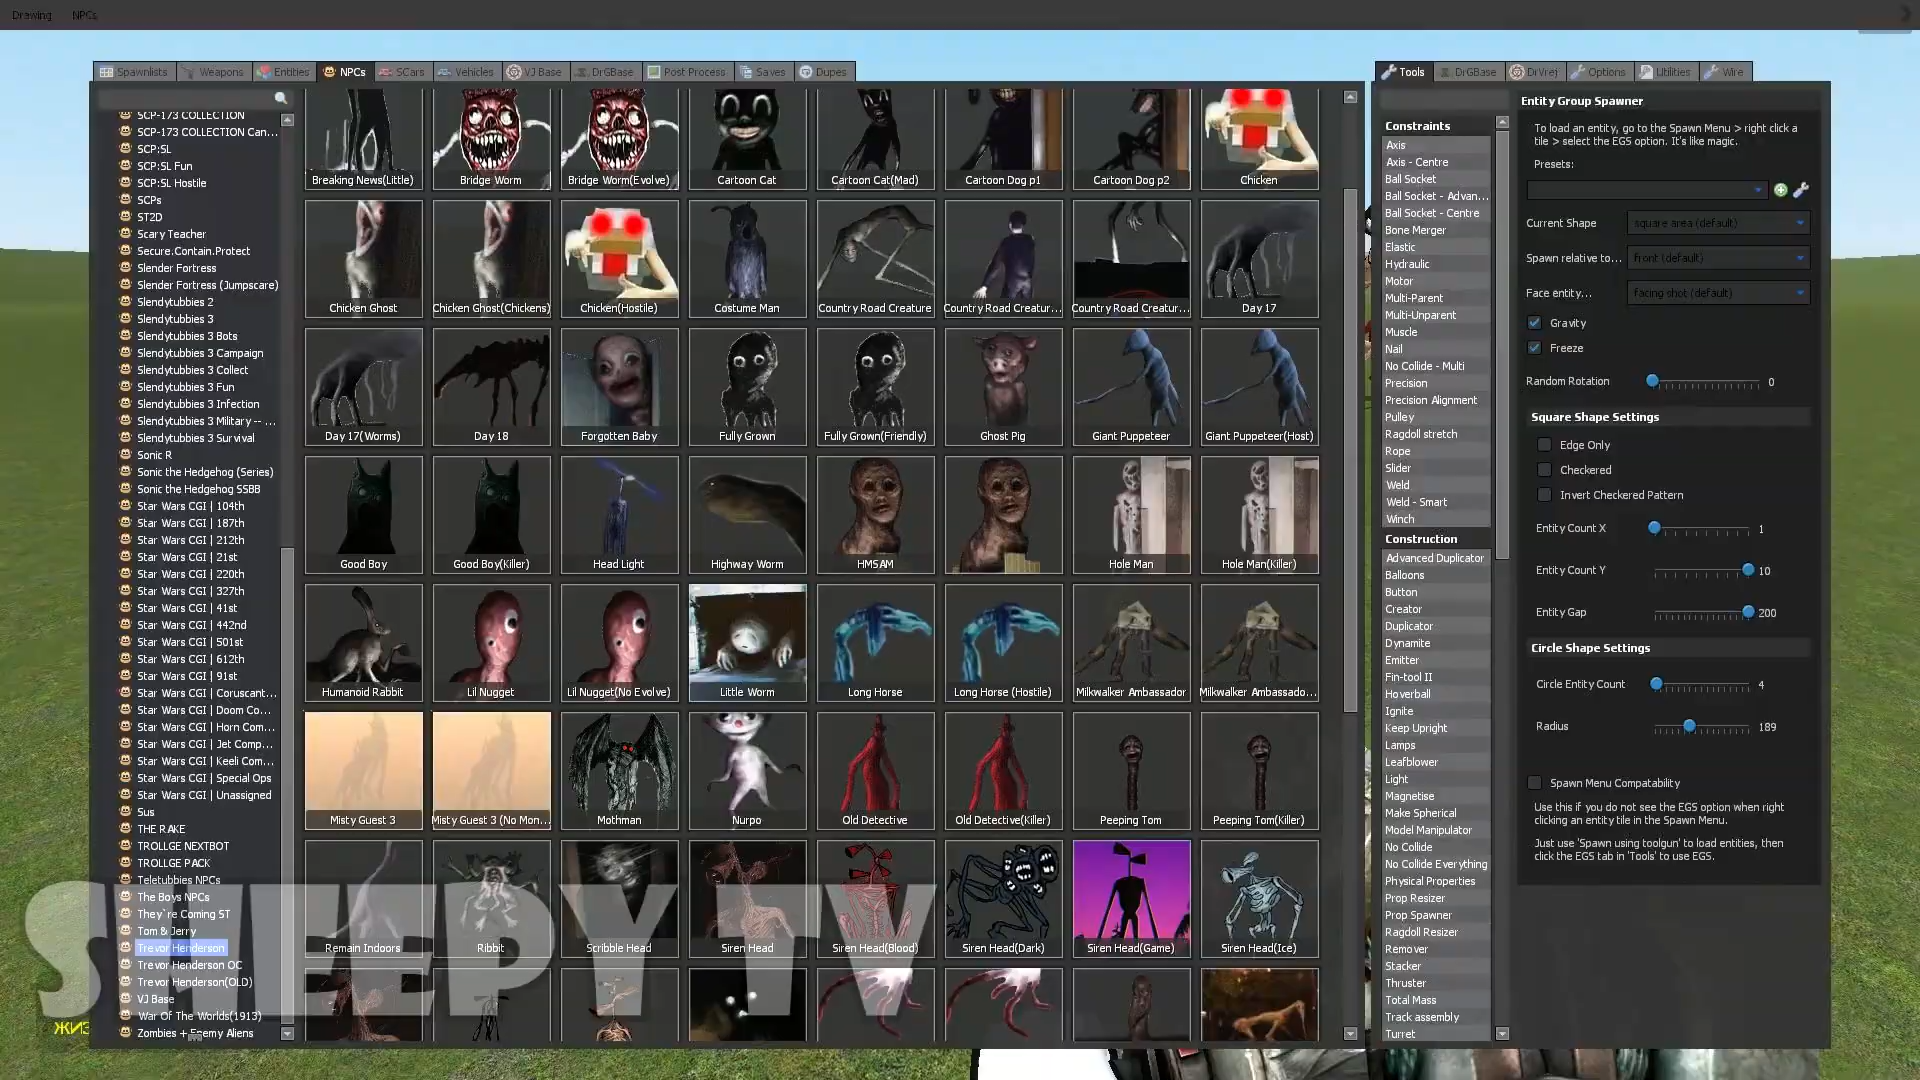 Drawing NPCs
Spawnlists Weapons Entities NPCs SCars Vehicles VJ Base DrGBase Post Process Saves Dupes
SCP-173 COLLECTION
SCP-173 COLLECTION Can...
SCP:SL
SCP:SL Fun
SCP:SL Hostile
SCPs
ST2D
Scary Teacher
Secure.Contain.Protect
Slender Fortress
Slender Fortress (Jumpscare)
Slendytubbies 2
Slendytubbies 3
Slendytubbies 3 Bots
Slendytubbies 3 Campaign
Slendytubbies 3 Collect
Slendytubbies 3 Fun
Slendytubbies 3 Infection
Slendytubbies 3 Military -- ...
Slendytubbies 3 Survival
Sonic R
Sonic the Hedgehog (Series)
Sonic the Hedgehog SSBB
Star Wars CGI | 104th
Star Wars CGI | 187th
Star Wars CGI | 212th
Star Wars CGI | 21st
Star Wars CGI | 220th
Star Wars CGI | 327th
Star Wars CGI | 41st
Star Wars CGI | 442nd
Star Wars CGI | 501st
Star Wars CGI | 612th
Star Wars CGI | 91st
Star Wars CGI | Coruscant...
Star Wars CGI | Doom Co...
Star Wars CGI | Horn Com...
Star Wars CGI | Jet Comp...
Star Wars CGI | Keeli Com...
Star Wars CGI | Special Ops
Star Wars CGI | Unassigned
Sus
THE RAKE
TROLLGE NEXTBOT
TROLLGE PACK
Teletubbies NPCs
The Boys NPCs
They`re Coming ST
Tom & Jerry
Trevor Henderson
Trevor Henderson OC
Trevor Henderson(OLD)
VJ Base
War Of The Worlds(1913)
Zombies + Enemy Aliens
Breaking News(Little) Bridge Worm Bridge Worm(Evolve) Cartoon Cat Cartoon Cat(Mad) Cartoon Dog p1 Cartoon Dog p2 Chicken
Chicken Ghost Chicken Ghost(Chickens) Chicken(Hostile) Costume Man Country Road Creature Country Road Creatur... Country Road Creatur... Day 17
Day 17(Worms) Day 18 Forgotten Baby Fully Grown Fully Grown(Friendly) Ghost Pig Giant Puppeteer Giant Puppeteer(Host)
Good Boy Good Boy(Killer) Head Light Highway Worm HMSAM Hole Man Hole Man(Killer)
Humanoid Rabbit Lil Nugget Lil Nugget(No Evolve) Little Worm Long Horse Long Horse (Hostile) Milkwalker Ambassador Milkwalker Ambassado...
Misty Guest 3 Misty Guest 3 (No Mon... Mothman Nurpo Old Detective Old Detective(Killer) Peeping Tom Peeping Tom(Killer)
Remain Indoors Ribbit Scribble Head Siren Head Siren Head(Blood) Siren Head(Dark) Siren Head(Game) Siren Head(Ice)
SWEEPY TV
ЖИЗ
Tools DrGBase DrVrej Options Utilities Wire
Constraints
Axis
Axis - Centre
Ball Socket
Ball Socket - Advan...
Ball Socket - Centre
Bone Merger
Elastic
Hydraulic
Motor
Multi-Parent
Multi-Unparent
Muscle
Nail
No Collide - Multi
Precision
Precision Alignment
Pulley
Ragdoll stretch
Rope
Slider
Weld
Weld - Smart
Winch
Construction
Advanced Duplicator
Balloons
Button
Creator
Duplicator
Dynamite
Emitter
Fin-tool II
Hoverball
Ignite
Keep Upright
Lamps
Leafblower
Light
Magnetise
Make Spherical
Model Manipulator
No Collide
No Collide Everything
Physical Properties
Prop Resizer
Prop Spawner
Ragdoll Resizer
Remover
Stacker
Thruster
Total Mass
Track assembly
Turret
Entity Group Spawner
To load an entity, go to the Spawn Menu > right click a
tile > select the EGS option. It's like magic.
Presets:
Current Shape square area (default)
Spawn relative to... front (default)
Face entity... facing shot (default)
Gravity
Freeze
Random Rotation 0
Square Shape Settings
Edge Only
Checkered
Invert Checkered Pattern
Entity Count X 1
Entity Count Y 10
Entity Gap 200
Circle Shape Settings
Circle Entity Count 4
Radius 189
Spawn Menu Compatability
Use this if you do not see the EGS option when right
clicking an entity tile in the Spawn Menu.
Just use 'Spawn using toolgun' to load entities, then
click the EGS tab in 'Tools' to use EGS.